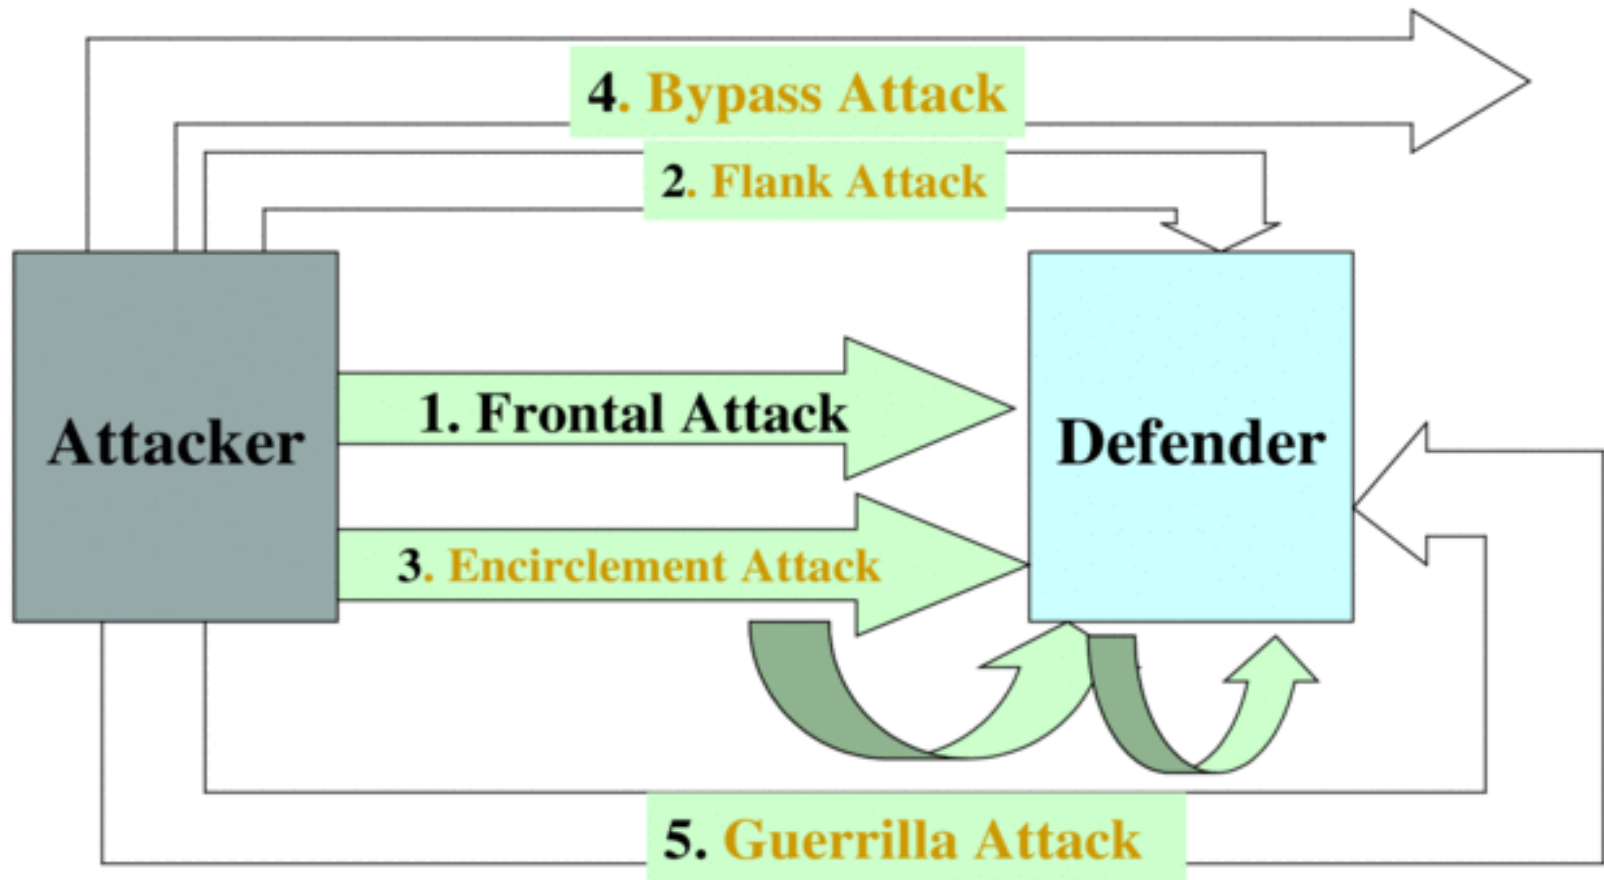 4. Bypass Attack
2. Flank Attack
1. Frontal Attack
Attacker
Defender
3. Encirclement Attack
5. Guerrilla Attack